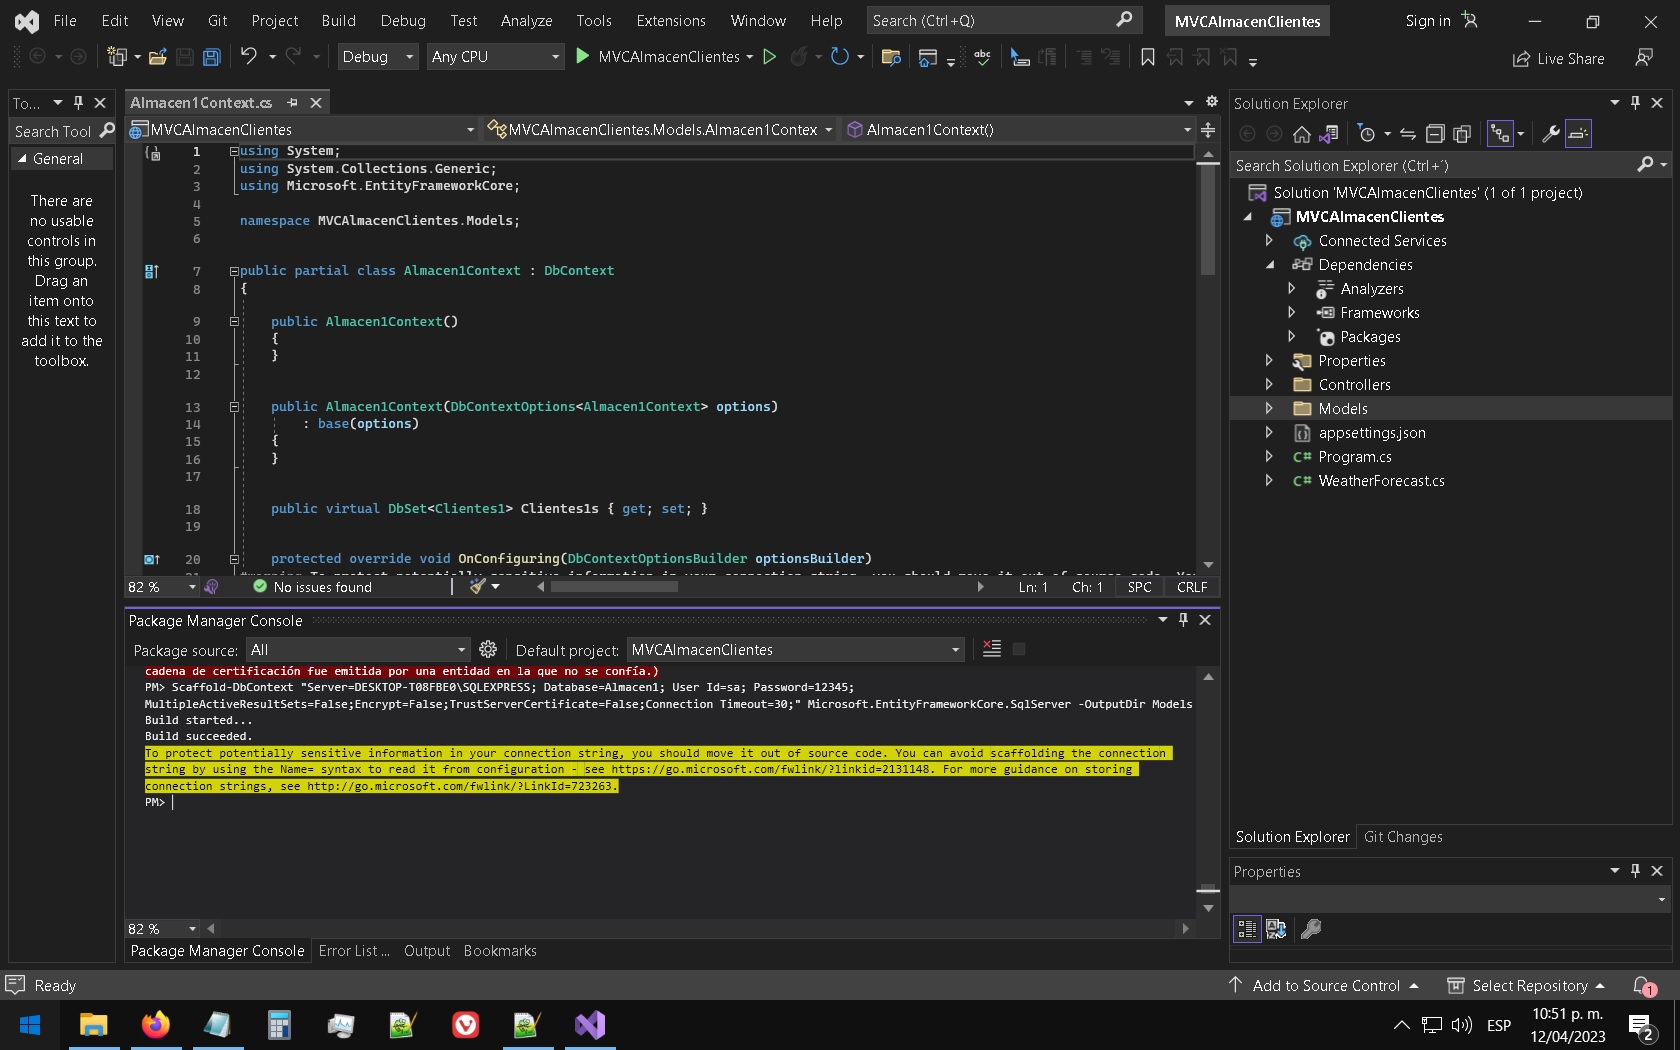 File Edit View Git Project Build Debug Test Analyze Tools Extensions Window Help Search (Ctrl+Q) MVCAlmacenClientes Sign in
Debug Any CPU MVCAlmacenClientes Live Share
To...
Search Tool
General
There are
no usable
controls in
this group.
Drag an
item onto
this text to
add it to the
toolbox.
Almacen1Context.cs
MVCAlmacenClientes MVCAlmacenClientes.Models.Almacen1Contex Almacen1Context()
1 using System;
2 using System.Collections.Generic;
3 using Microsoft.EntityFrameworkCore;
4
5 namespace MVCAlmacenClientes.Models;
6
7 public partial class Almacen1Context : DbContext
8 {
9 public Almacen1Context()
10 {
11 }
12
13 public Almacen1Context(DbContextOptions<Almacen1Context> options)
14 : base(options)
15 {
16 }
17
18 public virtual DbSet<Clientes1> Clientes1s { get; set; }
19
20 protected override void OnConfiguring(DbContextOptionsBuilder optionsBuilder)
82 % No issues found Ln: 1 Ch: 1 SPC CRLF
Package Manager Console
Package source: All Default project: MVCAlmacenClientes
cadena de certificación fue emitida por una entidad en la que no se confía.)
PM> Scaffold-DbContext "Server=DESKTOP-T08FBE0\SQLEXPRESS; Database=Almacen1; User Id=sa; Password=12345;
MultipleActiveResultSets=False;Encrypt=False;TrustServerCertificate=False;Connection Timeout=30;" Microsoft.EntityFrameworkCore.SqlServer -OutputDir Models
Build started...
Build succeeded.
To protect potentially sensitive information in your connection string, you should move it out of source code. You can avoid scaffolding the connection
string by using the Name= syntax to read it from configuration - see https://go.microsoft.com/fwlink/?linkid=2131148. For more guidance on storing
connection strings, see http://go.microsoft.com/fwlink/?LinkId=723263.
PM>
82 %
Package Manager Console Error List ... Output Bookmarks
Solution Explorer
Search Solution Explorer (Ctrl+´)
Solution 'MVCAlmacenClientes' (1 of 1 project)
MVCAlmacenClientes
Connected Services
Dependencies
Analyzers
Frameworks
Packages
Properties
Controllers
Models
appsettings.json
C# Program.cs
C# WeatherForecast.cs
Solution Explorer Git Changes
Properties
Ready Add to Source Control Select Repository 1
ESP 10:51 p. m.
12/04/2023 2